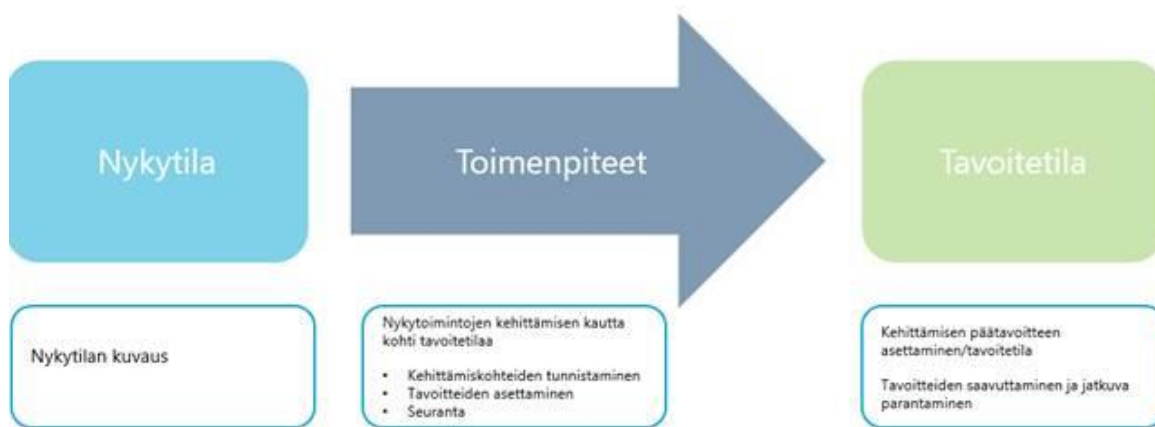 Nykytila
Toimenpiteet
Tavoitetila
Nykytilan kuvaus
Nykytoimintojen kehittämisen kautta
kohti tavoitetilaa
• Kehittämiskohteiden tunnistaminen
• Tavoitteiden asettaminen
• Seuranta
Kehittämisen päätavoitteen
asettaminen/tavoitetila
Tavoitteiden saavuttaminen ja jatkuva
parantaminen